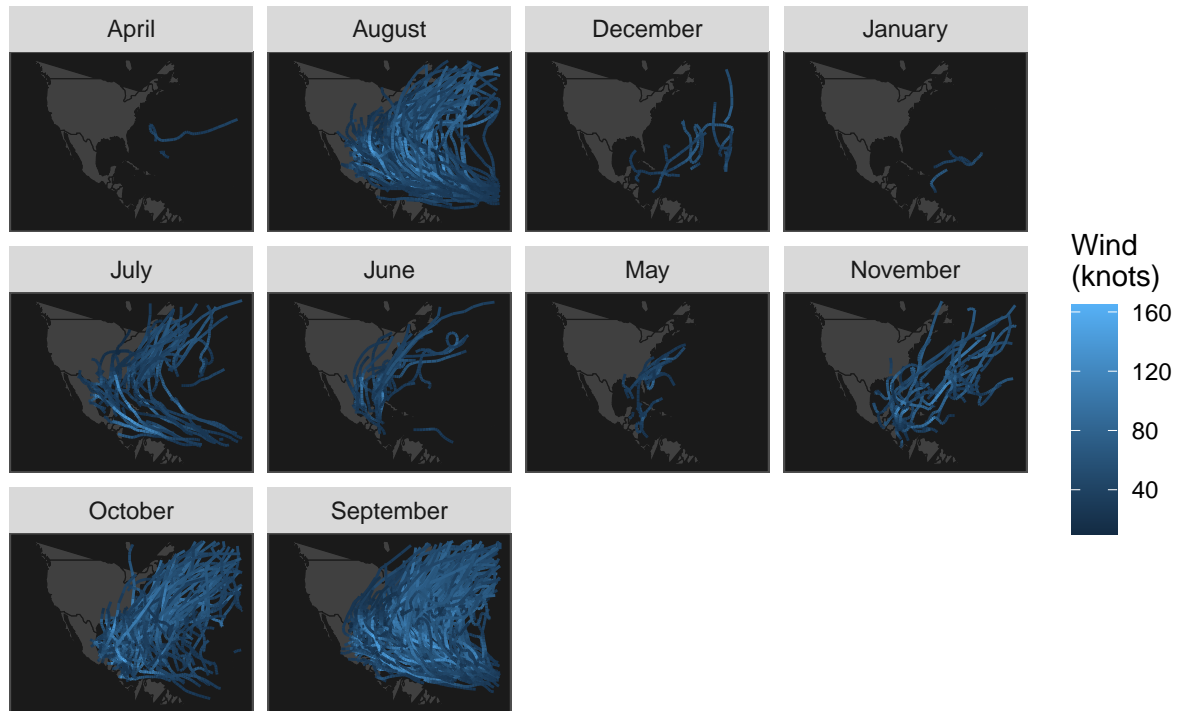 April
August
December
January
July
June
May
November
October
September
Wind
(knots)
160
120
80
40